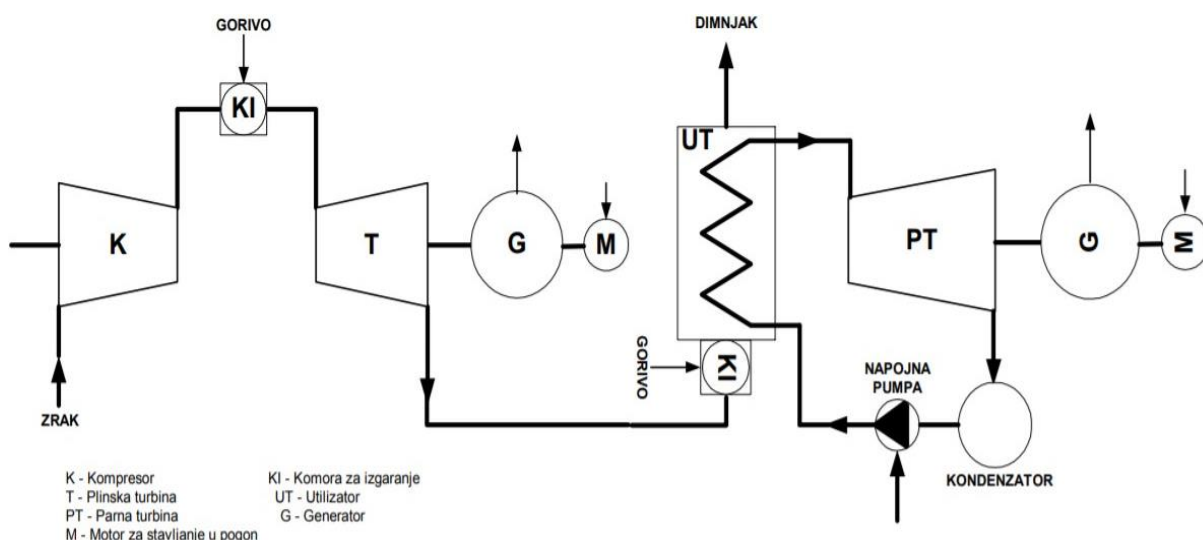 GORIVO
DIMNJAK
KI
UT
K
T
G
M
PT
G
M
GORIVO
KI
NAPOJNA
PUMPA
ZRAK
KONDENZATOR
K - Kompresor
KI - Komora za izgaranje
T - Plinska turbina
UT - Utilizator
PT - Parna turbina
G - Generator
M - Motor za stavljanje u pogon